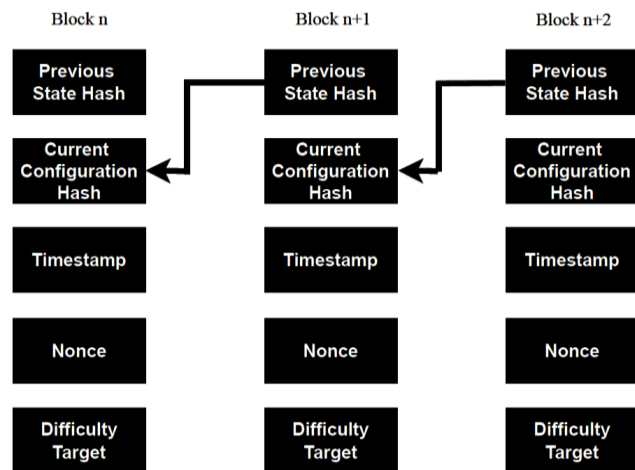 Block n
Block n+1
Block n+2
Previous
State Hash
Previous
State Hash
Previous
State Hash
Current
Configuration
Hash
Current
Configuration
Hash
Current
Configuration
Hash
Timestamp
Timestamp
Timestamp
Nonce
Nonce
Nonce
Difficulty
Target
Difficulty
Target
Difficulty
Target